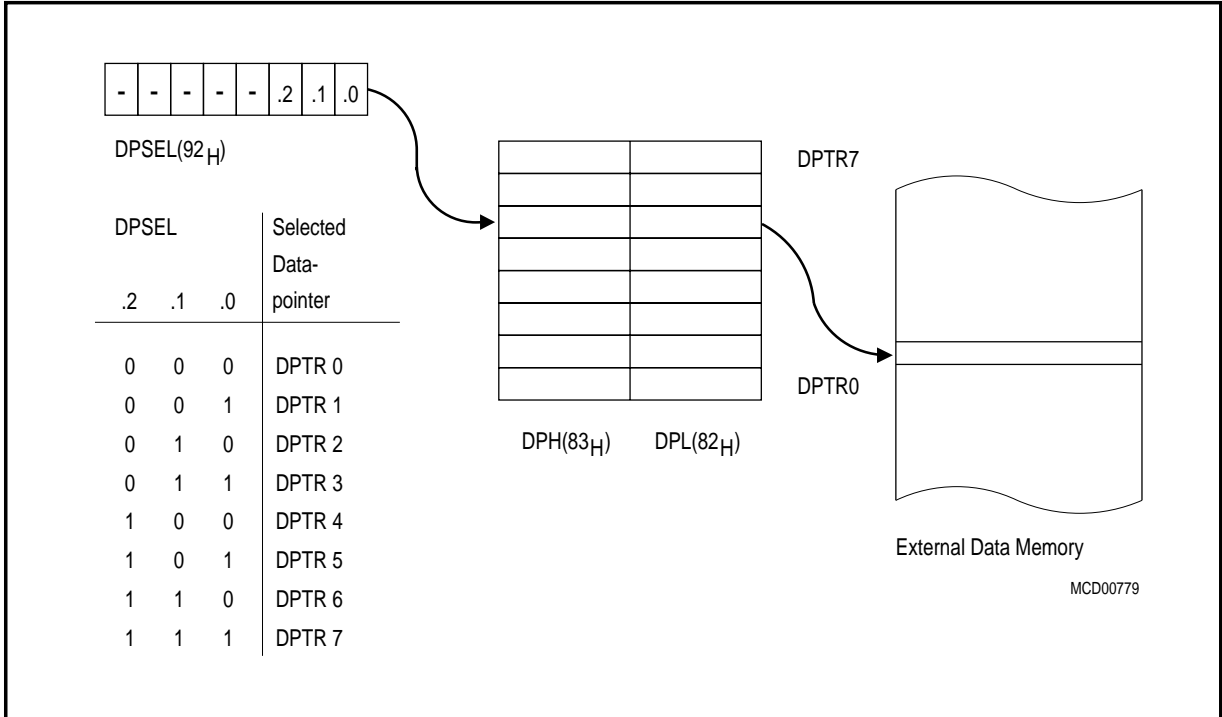 - - - - - .2 .1 .0
DPSEL(92H)
DPSEL Selected
Data-
.2 .1 .0 pointer
0 0 0 DPTR 0
0 0 1 DPTR 1
0 1 0 DPTR 2
0 1 1 DPTR 3
1 0 0 DPTR 4
1 0 1 DPTR 5
1 1 0 DPTR 6
1 1 1 DPTR 7
DPTR7
DPTR0
DPH(83H) DPL(82H)
External Data Memory
MCD00779